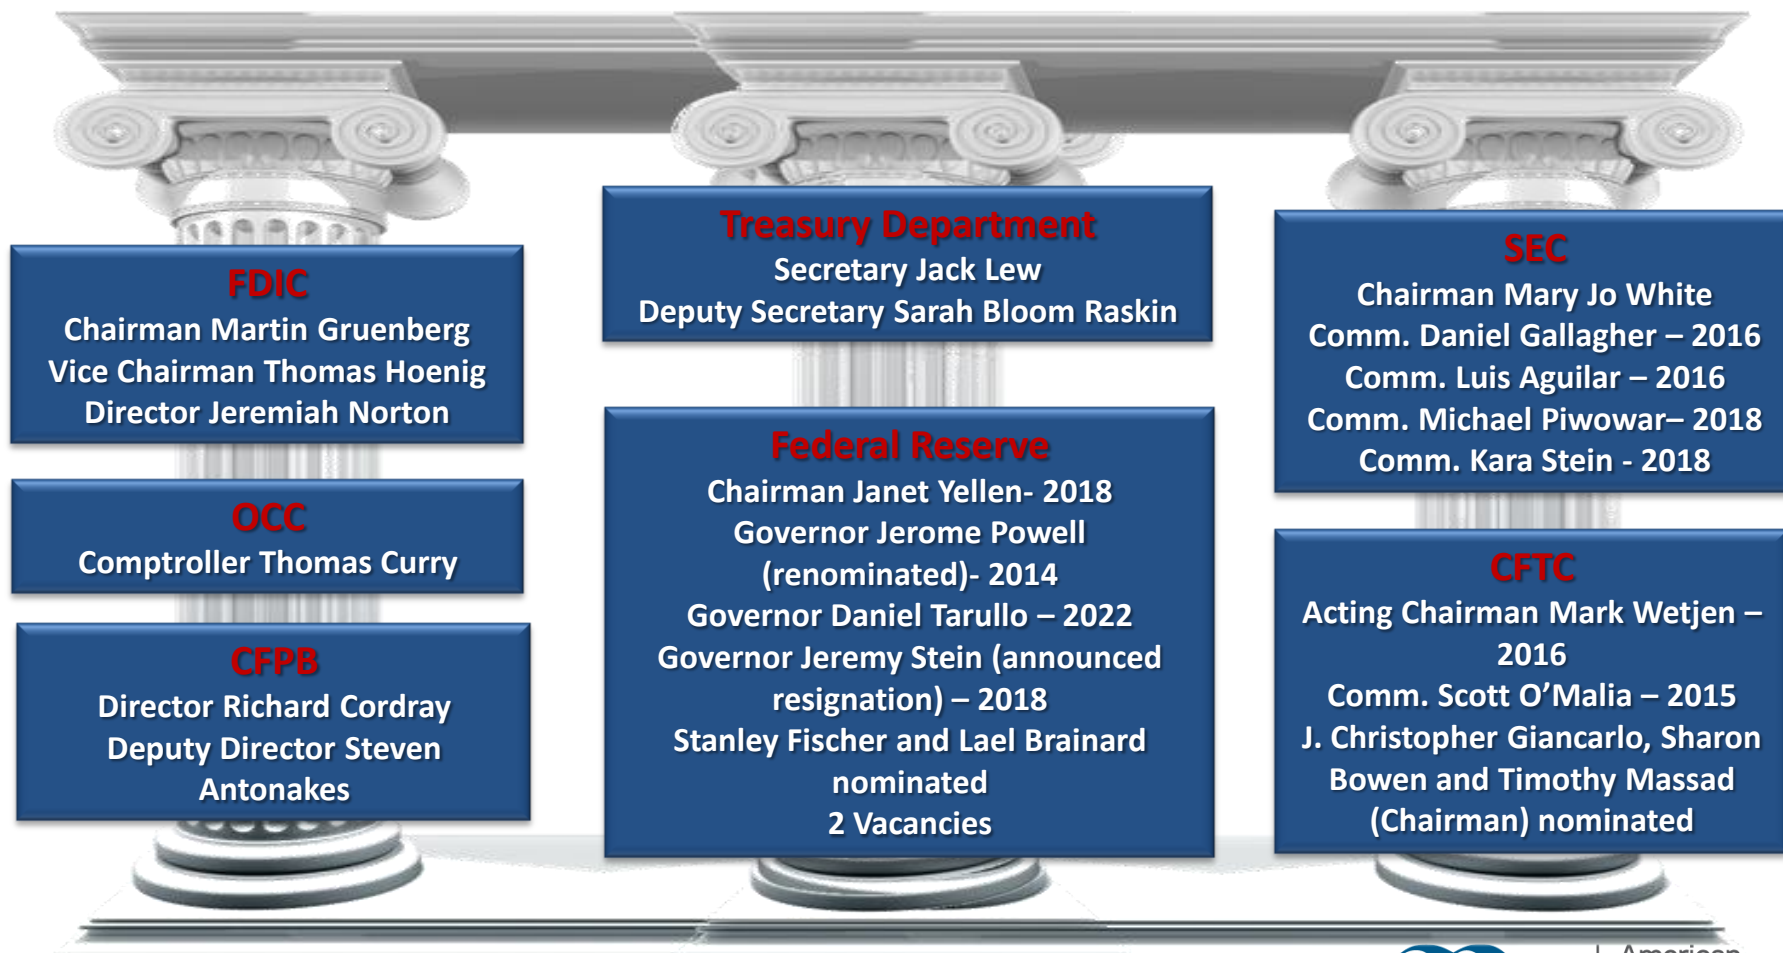 FDIC
Chairman Martin Gruenberg
Vice Chairman Thomas Hoenig
Director Jeremiah Norton
OCC
Comptroller Thomas Curry
CFPB
Director Richard Cordray
Deputy Director Steven
Antonakes
Treasury Department
Secretary Jack Lew
Deputy Secretary Sarah Bloom Raskin
Federal Reserve
Chairman Janet Yellen- 2018
Governor Jerome Powell
(renominated)- 2014
Governor Daniel Tarullo – 2022
Governor Jeremy Stein (announced
resignation) – 2018
Stanley Fischer and Lael Brainard
nominated
2 Vacancies
SEC
Chairman Mary Jo White
Comm. Daniel Gallagher – 2016
Comm. Luis Aguilar – 2016
Comm. Michael Piwowar– 2018
Comm. Kara Stein - 2018
CFTC
Acting Chairman Mark Wetjen –
2016
Comm. Scott O’Malia – 2015
J. Christopher Giancarlo, Sharon
Bowen and Timothy Massad
(Chairman) nominated
American